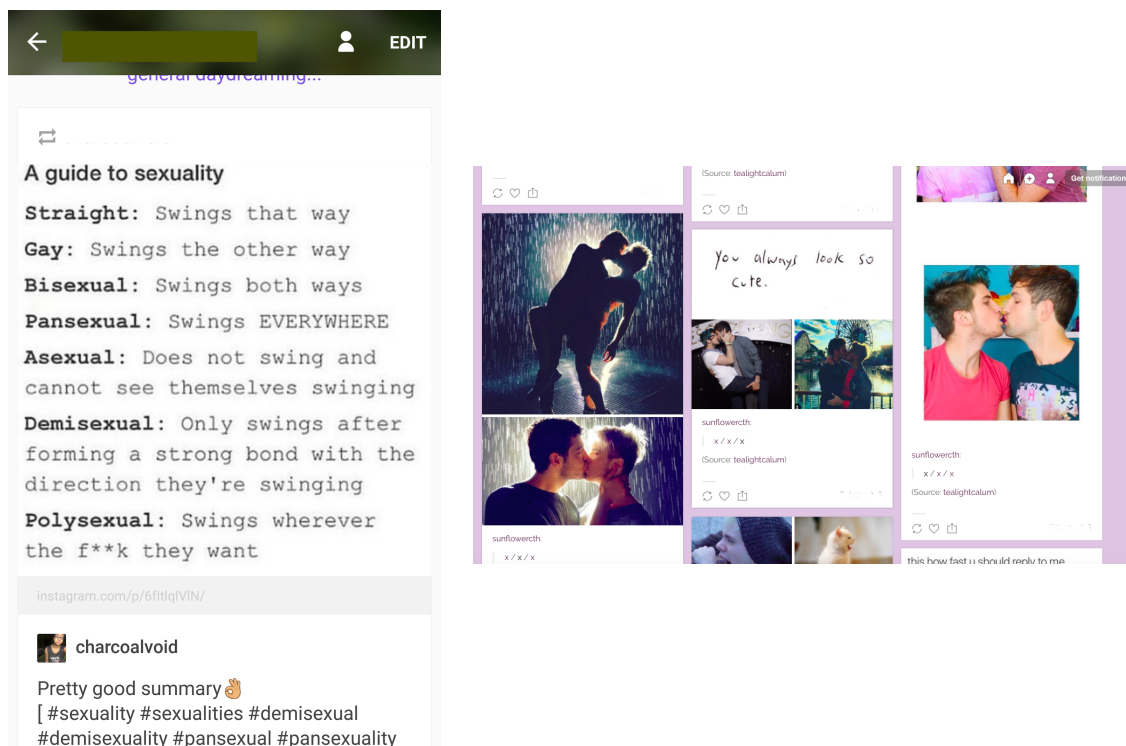 EDIT
general daydreaming...
A guide to sexuality
Straight: Swings that way
Gay: Swings the other way
Bisexual: Swings both ways
Pansexual: Swings EVERYWHERE
Asexual: Does not swing and
cannot see themselves swinging
Demisexual: Only swings after
forming a strong bond with the
direction they're swinging
Polysexual: Swings wherever
the f**k they want
charcoalvoid
Pretty good summary👌
[ #sexuality #sexualities #demisexual
#demisexuality #pansexual #pansexuality
sunflowercth:
x / x / x
(Source: tealightcalum)
You always look so
cute.
sunflowercth:
x / x / x
(Source: tealightcalum)
Get notification
sunflowercth:
x / x / x
(Source: tealightcalum)
this how fast u should reply to me